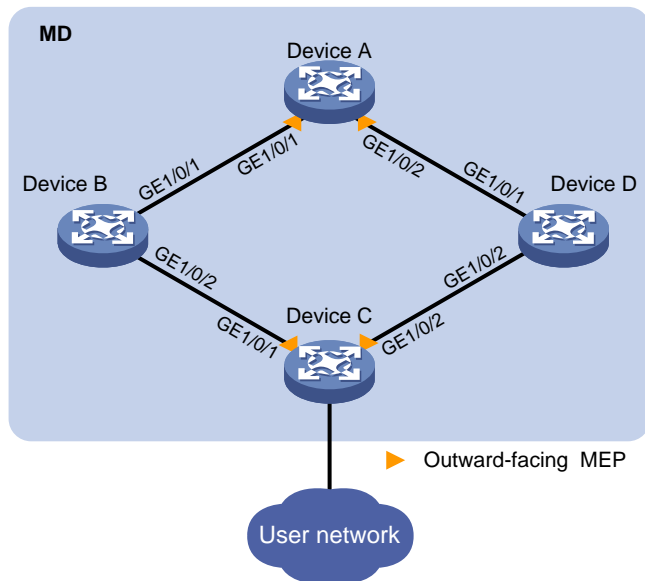 MD
Device A
GE1/0/1
GE1/0/1
GE1/0/2
GE1/0/1
Device B
Device D
GE1/0/2
GE1/0/1
Device C
GE1/0/2
GE1/0/2
Outward-facing MEP
User network